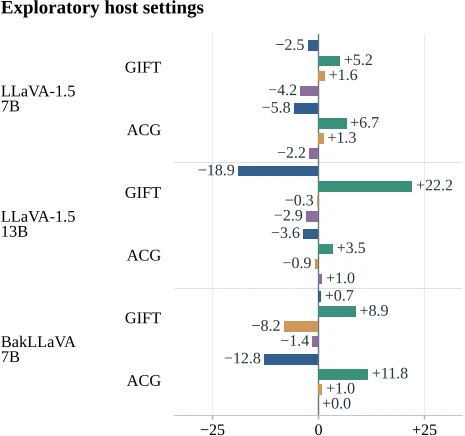 Exploratory host settings
−2.5
GIFT
+5.2
+1.6
LLaVA-1.5
7B
−4.2
−5.8
ACG
+6.7
+1.3
−2.2
−18.9
GIFT
+22.2
−0.3
LLaVA-1.5
13B
−2.9
−3.6
ACG
+3.5
−0.9
+1.0
+0.7
GIFT
+8.9
−8.2
BakLLaVA
7B
−1.4
−12.8
ACG
+11.8
+1.0
+0.0
−25 0 +25